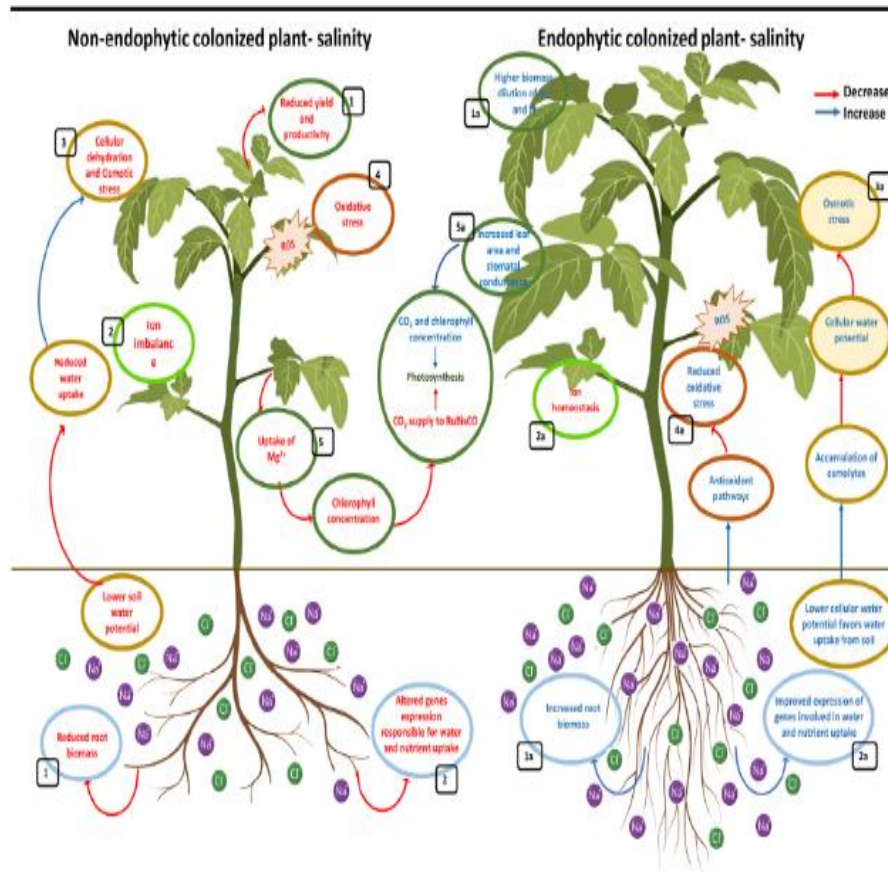 Non-endophytic colonized plant- salinity
Endophytic colonized plant- salinity
Decrease
Increase
1
Reduced yield
and
productivity
3
Cellular
dehydration and
Osmotic
stress
4
Oxidative
stress
ROS
2
Ion
imbalanc
e
Reduced
water
uptake
5
Uptake of
Mg²⁺
Chlorophyll
concentration
Lower soil
water
potential
Reduced root
biomass
1
Altered genes
expression
responsible for water
and nutrient uptake
2
1a
Higher biomass
dilution of
and
5a
Increased leaf
area and
stomatal
conductance
CO₂ and chlorophyll
concentration
Photosynthesis
CO₂ supply to RuBisCO
Ion
homeostasis
2a
ROS
Reduced
oxidative
stress
4a
Antioxidant
pathways
3a
Osmotic
stress
Cellular water
potential
Accumulation of
osmolytes
Lower cellular water
potential favors water
uptake from soil
Increased root
biomass
1a
Improved expression of
genes involved in water
and nutrient uptake
2a
Na⁺
Cl⁻